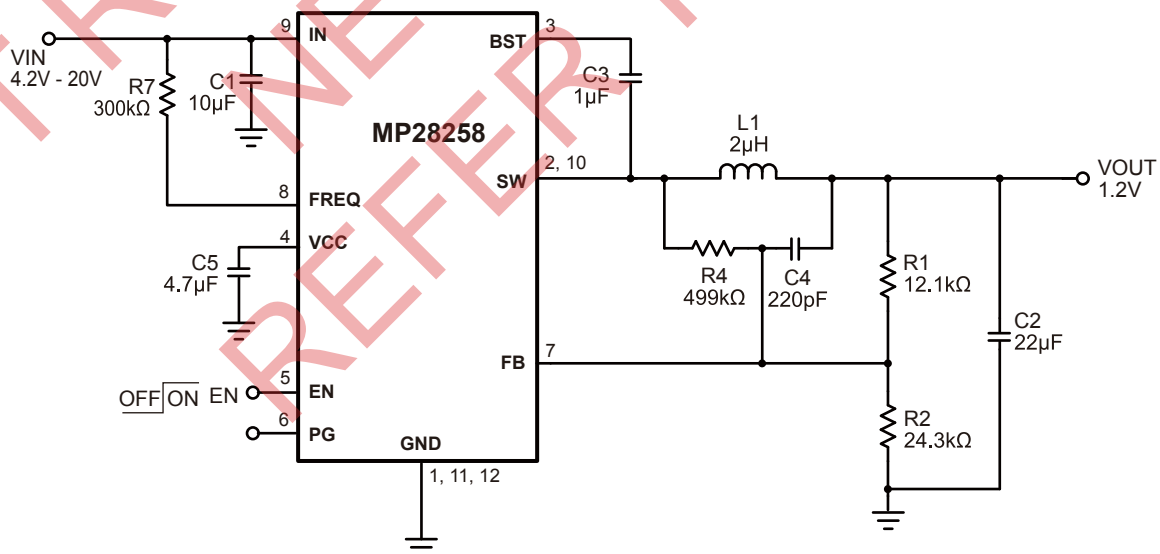 VIN
4.2V - 20V
R7
300kΩ
C1
10µF
9
IN
MP28258
BST
3
C3
1µF
L1
2µH
SW
2, 10
VOUT
1.2V
8
FREQ
4
VCC
C5
4.7µF
R4
499kΩ
C4
220pF
R1
12.1kΩ
C2
22µF
FB
7
OFF ON EN
5
EN
6
PG
R2
24.3kΩ
GND
1, 11, 12
REFER